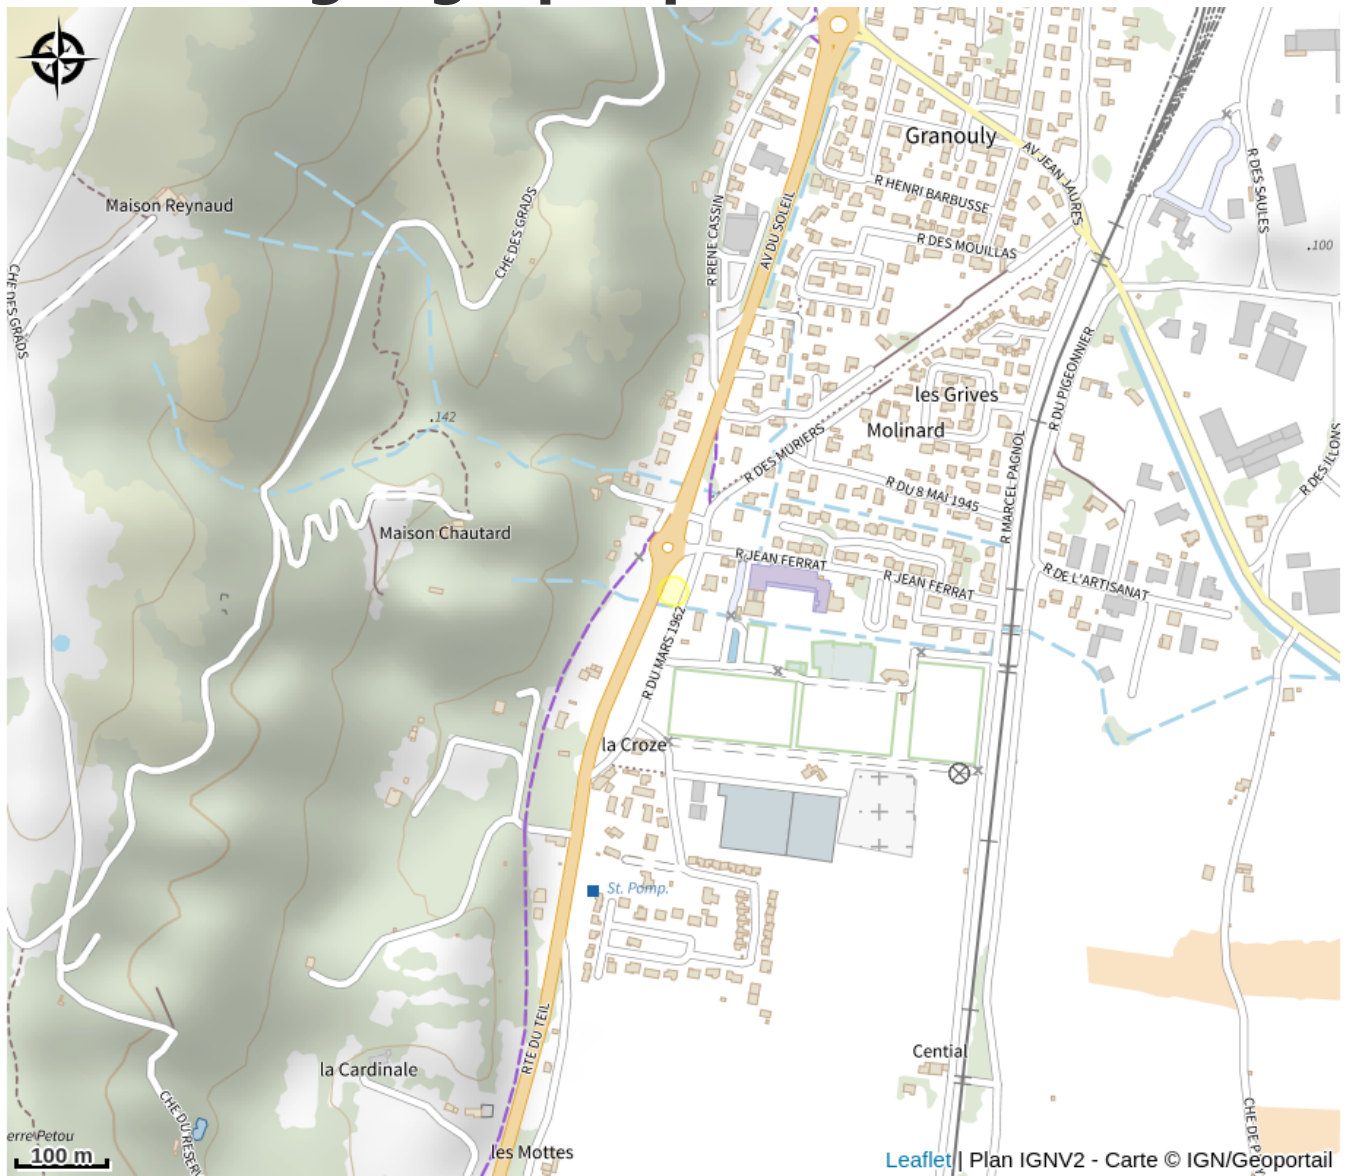 Granouly
AV JEAN JAURES
R HENRI BARBUSSE
R DES SAULES
Maison Reynaud
CHE DES GRADS
R RENE CASSIN
AV DU SOLEIL
R DES MOUILLAS
.100
CHE DES GRADS
R DU PIGEONNIER
les Grives
.142
Molinard
R DES MURIERS
R MARCEL PAGNOL
R DES ILLONS
R DU 8 MAI 1945
Maison Chautard
R JEAN FERRAT
R JEAN FERRAT
R DE L'ARTISANAT
R DU MARS 1962
la Croze
St. Pomp.
RTE DU TEIL
Cential
la Cardinale
CHE DU RESERV
erre Petou
100 m
les Mottes
Leaflet | Plan IGNV2 - Carte © IGN/Geoportail